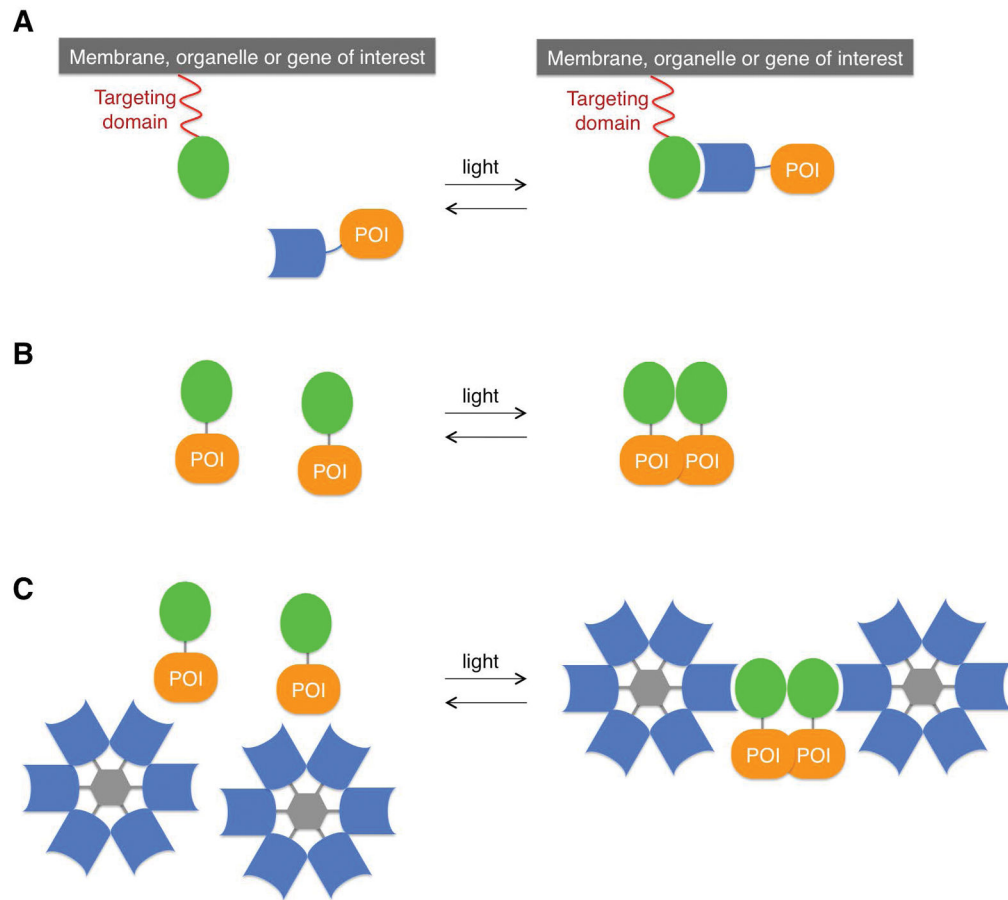 A
Membrane, organelle or gene of interest
Membrane, organelle or gene of interest
Targeting
domain
Targeting
domain
light
POI
POI
B
light
POI
POI
POI
POI
C
light
POI
POI
POI
POI